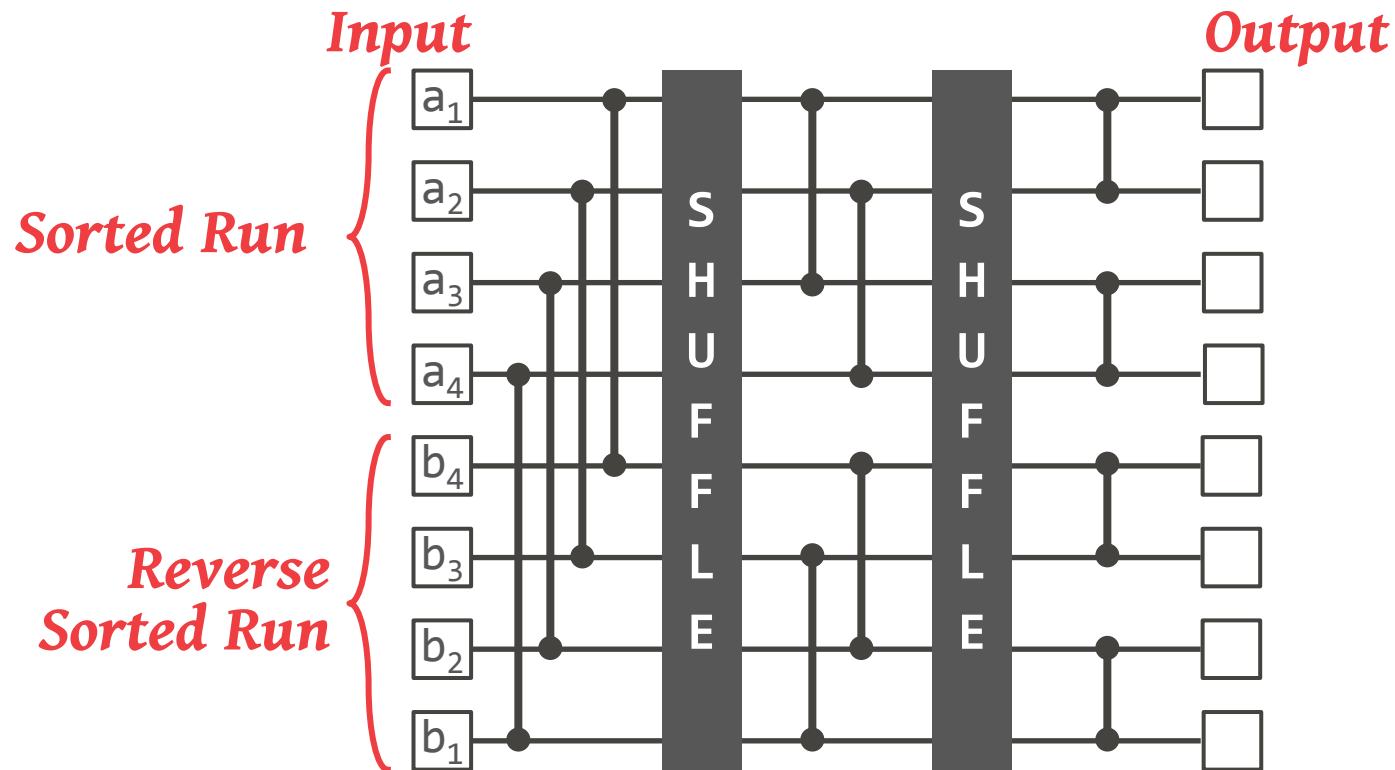 Input
Output
a1
a2
Sorted Run
a3
a4
b4
b3
Reverse
Sorted Run
b2
b1
SHUFFLE
SHUFFLE